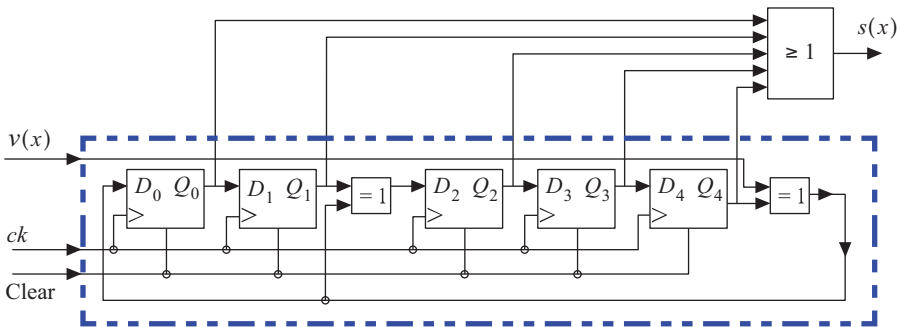 s(x)
≥ 1
v(x)
D0 Q0 D1 Q1 = 1 D2 Q2 D3 Q3 D4 Q4 = 1
ck
Clear